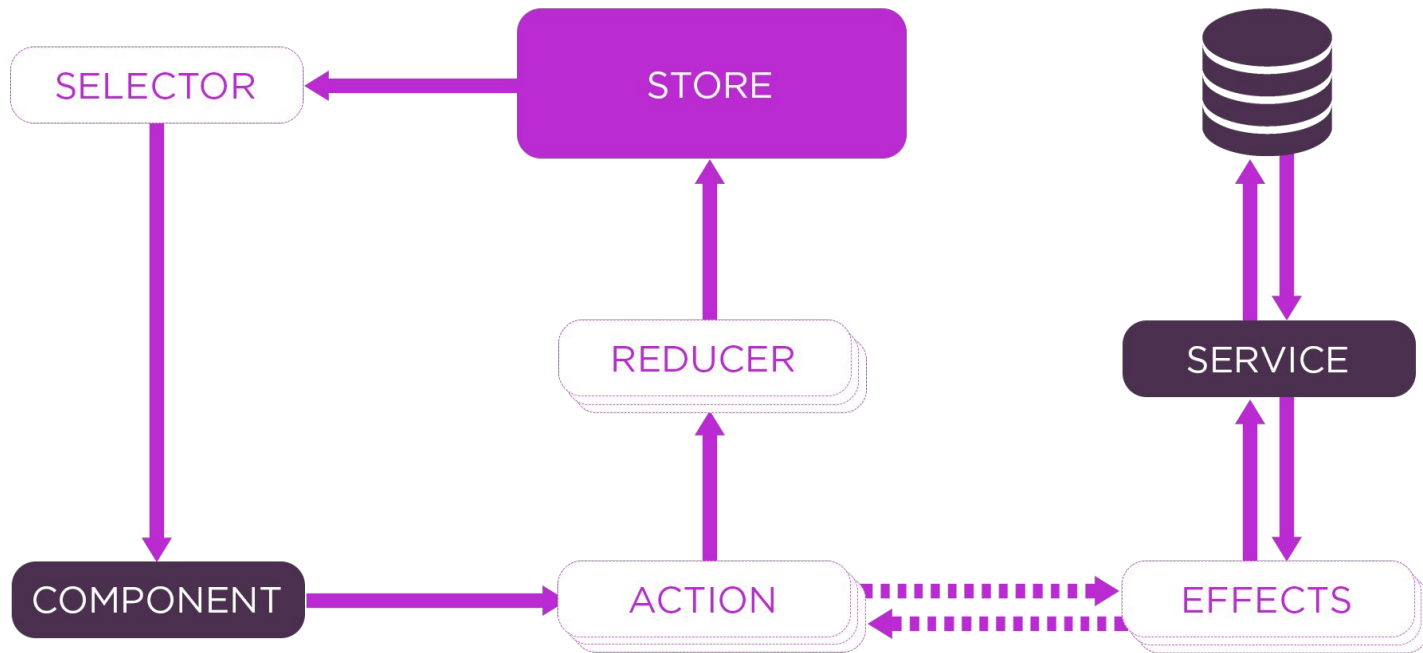 SELECTOR
STORE
REDUCER
SERVICE
COMPONENT
ACTION
EFFECTS